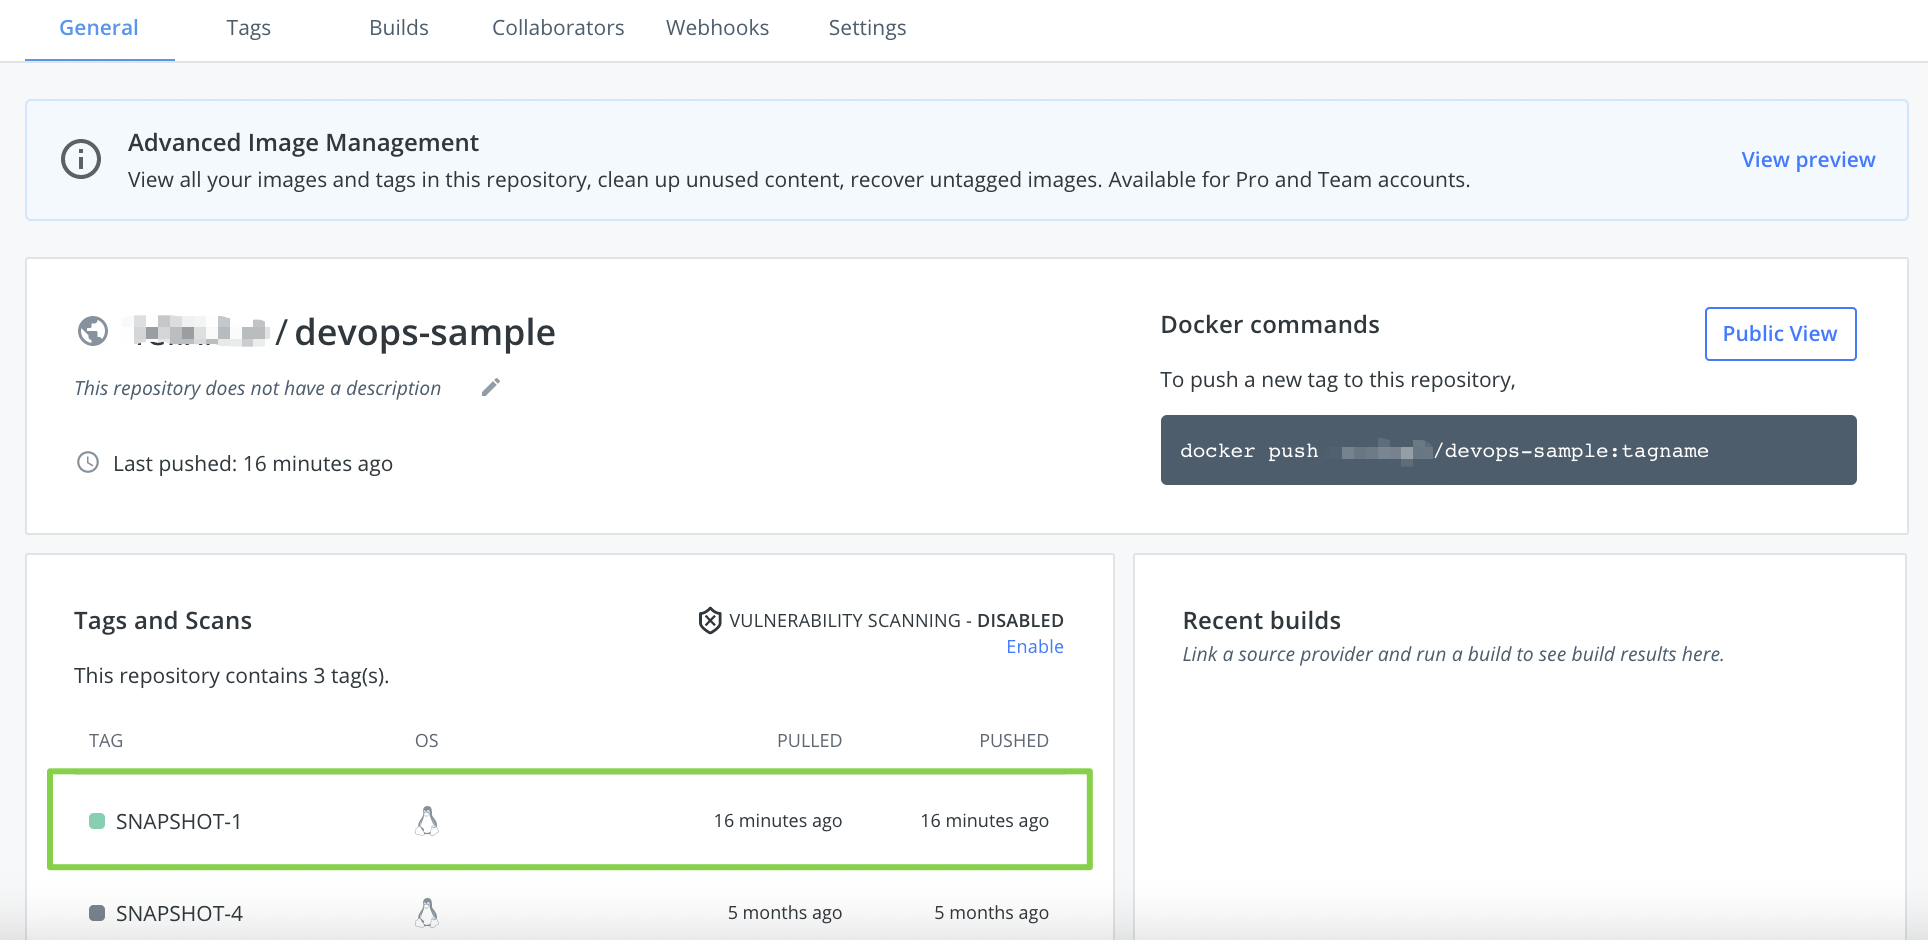 General Tags Builds Collaborators Webhooks Settings
Advanced Image Management
View all your images and tags in this repository, clean up unused content, recover untagged images. Available for Pro and Team accounts.
View preview
/ devops-sample
This repository does not have a description
Last pushed: 16 minutes ago
Docker commands
Public View
To push a new tag to this repository,
docker push /devops-sample:tagname
Tags and Scans
VULNERABILITY SCANNING - DISABLED
Enable
This repository contains 3 tag(s).
TAG OS PULLED PUSHED
SNAPSHOT-1 16 minutes ago 16 minutes ago
SNAPSHOT-4 5 months ago 5 months ago
Recent builds
Link a source provider and run a build to see build results here.